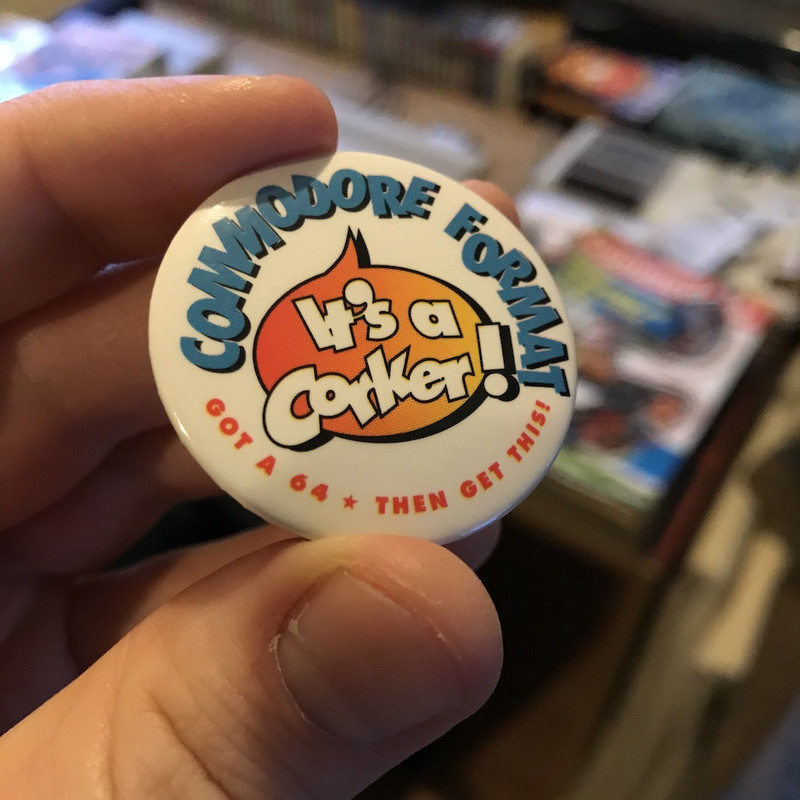 COMMODORE FORMAT
It's a
Corker!
GOT A 64 ★ THEN GET THIS!